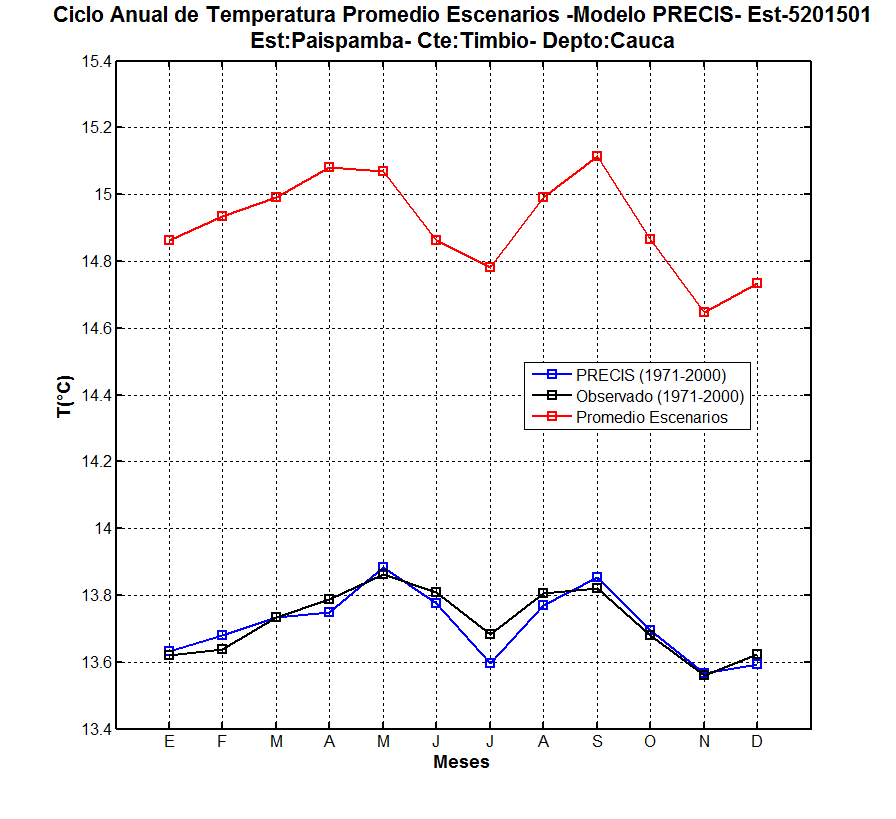 Ciclo Anual de Temperatura Promedio Escenarios -Modelo PRECIS- Est-5201501
Est:Paispamba- Cte:Timbio- Depto:Cauca
15.4
15.2
15
14.8
14.6
14.4
14.2
14
13.8
13.6
13.4
T(°C)
PRECIS (1971-2000)
Observado (1971-2000)
Promedio Escenarios
E F M A M J J A S O N D
Meses